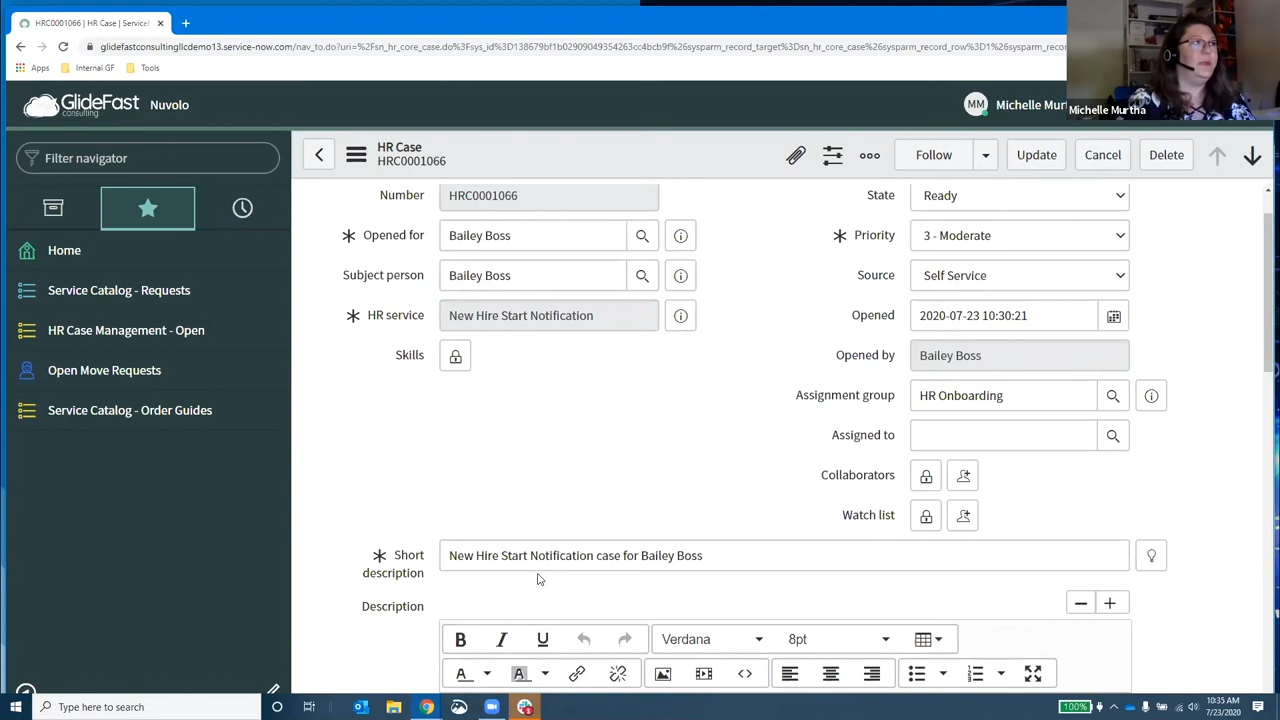 HRC0001066 | HR Case | Service
glidefastconsultingllcdemo13.service-now.com/nav_to.do?uri=%2Fsn_hr_core_case.do%3Fsys_id%3D138679bf1b02909049354263cc4bcb9f%26sysparm_record_target%3Dsn_hr_core_case%26sysparm_record_row%3D1%26sysparm_reco
Apps
Internal GF
Tools
GlideFast
consulting
Nuvolo
MM
Michelle Mur
Michelle Murtha
Filter navigator
Home
Service Catalog - Requests
HR Case Management - Open
Open Move Requests
Service Catalog - Order Guides
HR Case
HRC0001066
Follow
Update
Cancel
Delete
Number
HRC0001066
State
Ready
Opened for
Bailey Boss
Priority
3 - Moderate
Subject person
Bailey Boss
Source
Self Service
HR service
New Hire Start Notification
Opened
2020-07-23 10:30:21
Skills
Opened by
Bailey Boss
Assignment group
HR Onboarding
Assigned to
Collaborators
Watch list
Short
description
New Hire Start Notification case for Bailey Boss
Description
B I U
Verdana
8pt
A A
Type here to search
100%
10:35 AM
7/23/2020